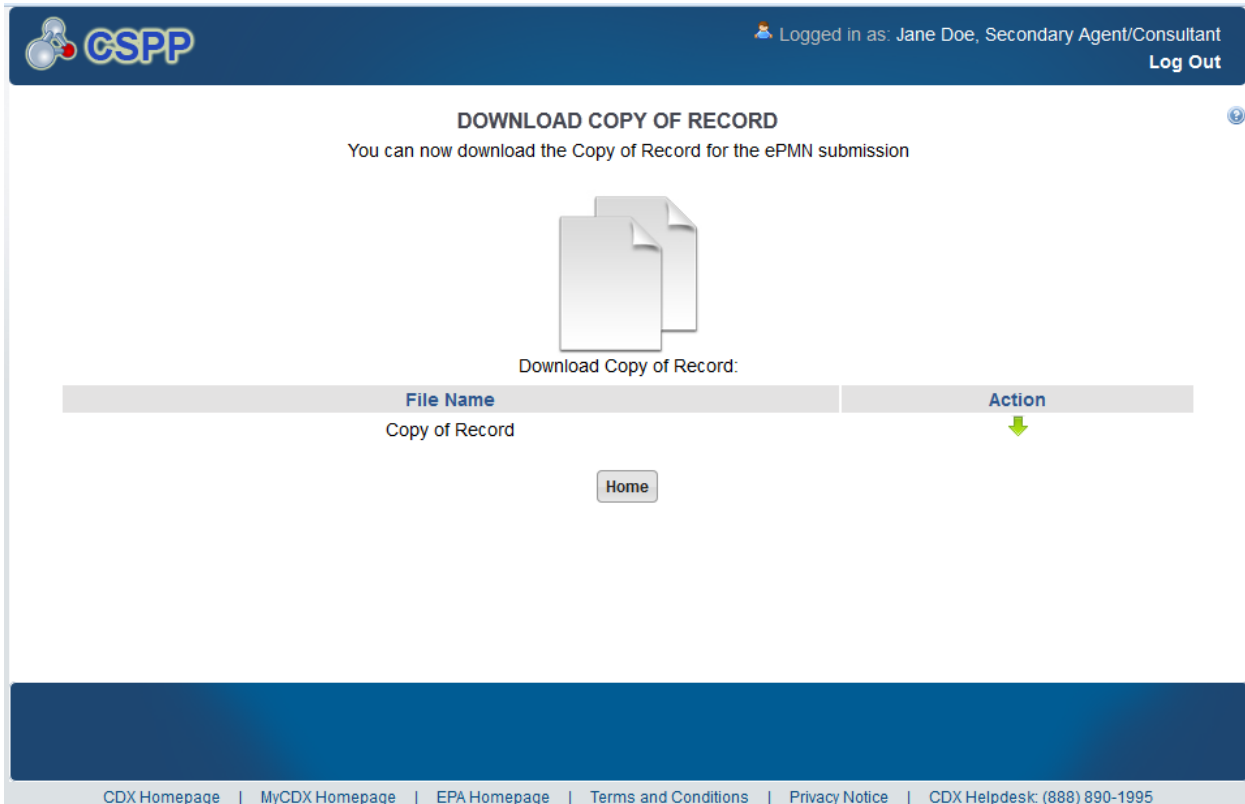 CSPP
Logged in as: Jane Doe, Secondary Agent/Consultant
Log Out
DOWNLOAD COPY OF RECORD
You can now download the Copy of Record for the ePMN submission
Download Copy of Record:
File Name Action
Copy of Record
Home
CDX Homepage | MyCDX Homepage | EPA Homepage | Terms and Conditions | Privacy Notice | CDX Helpdesk: (888) 890-1995